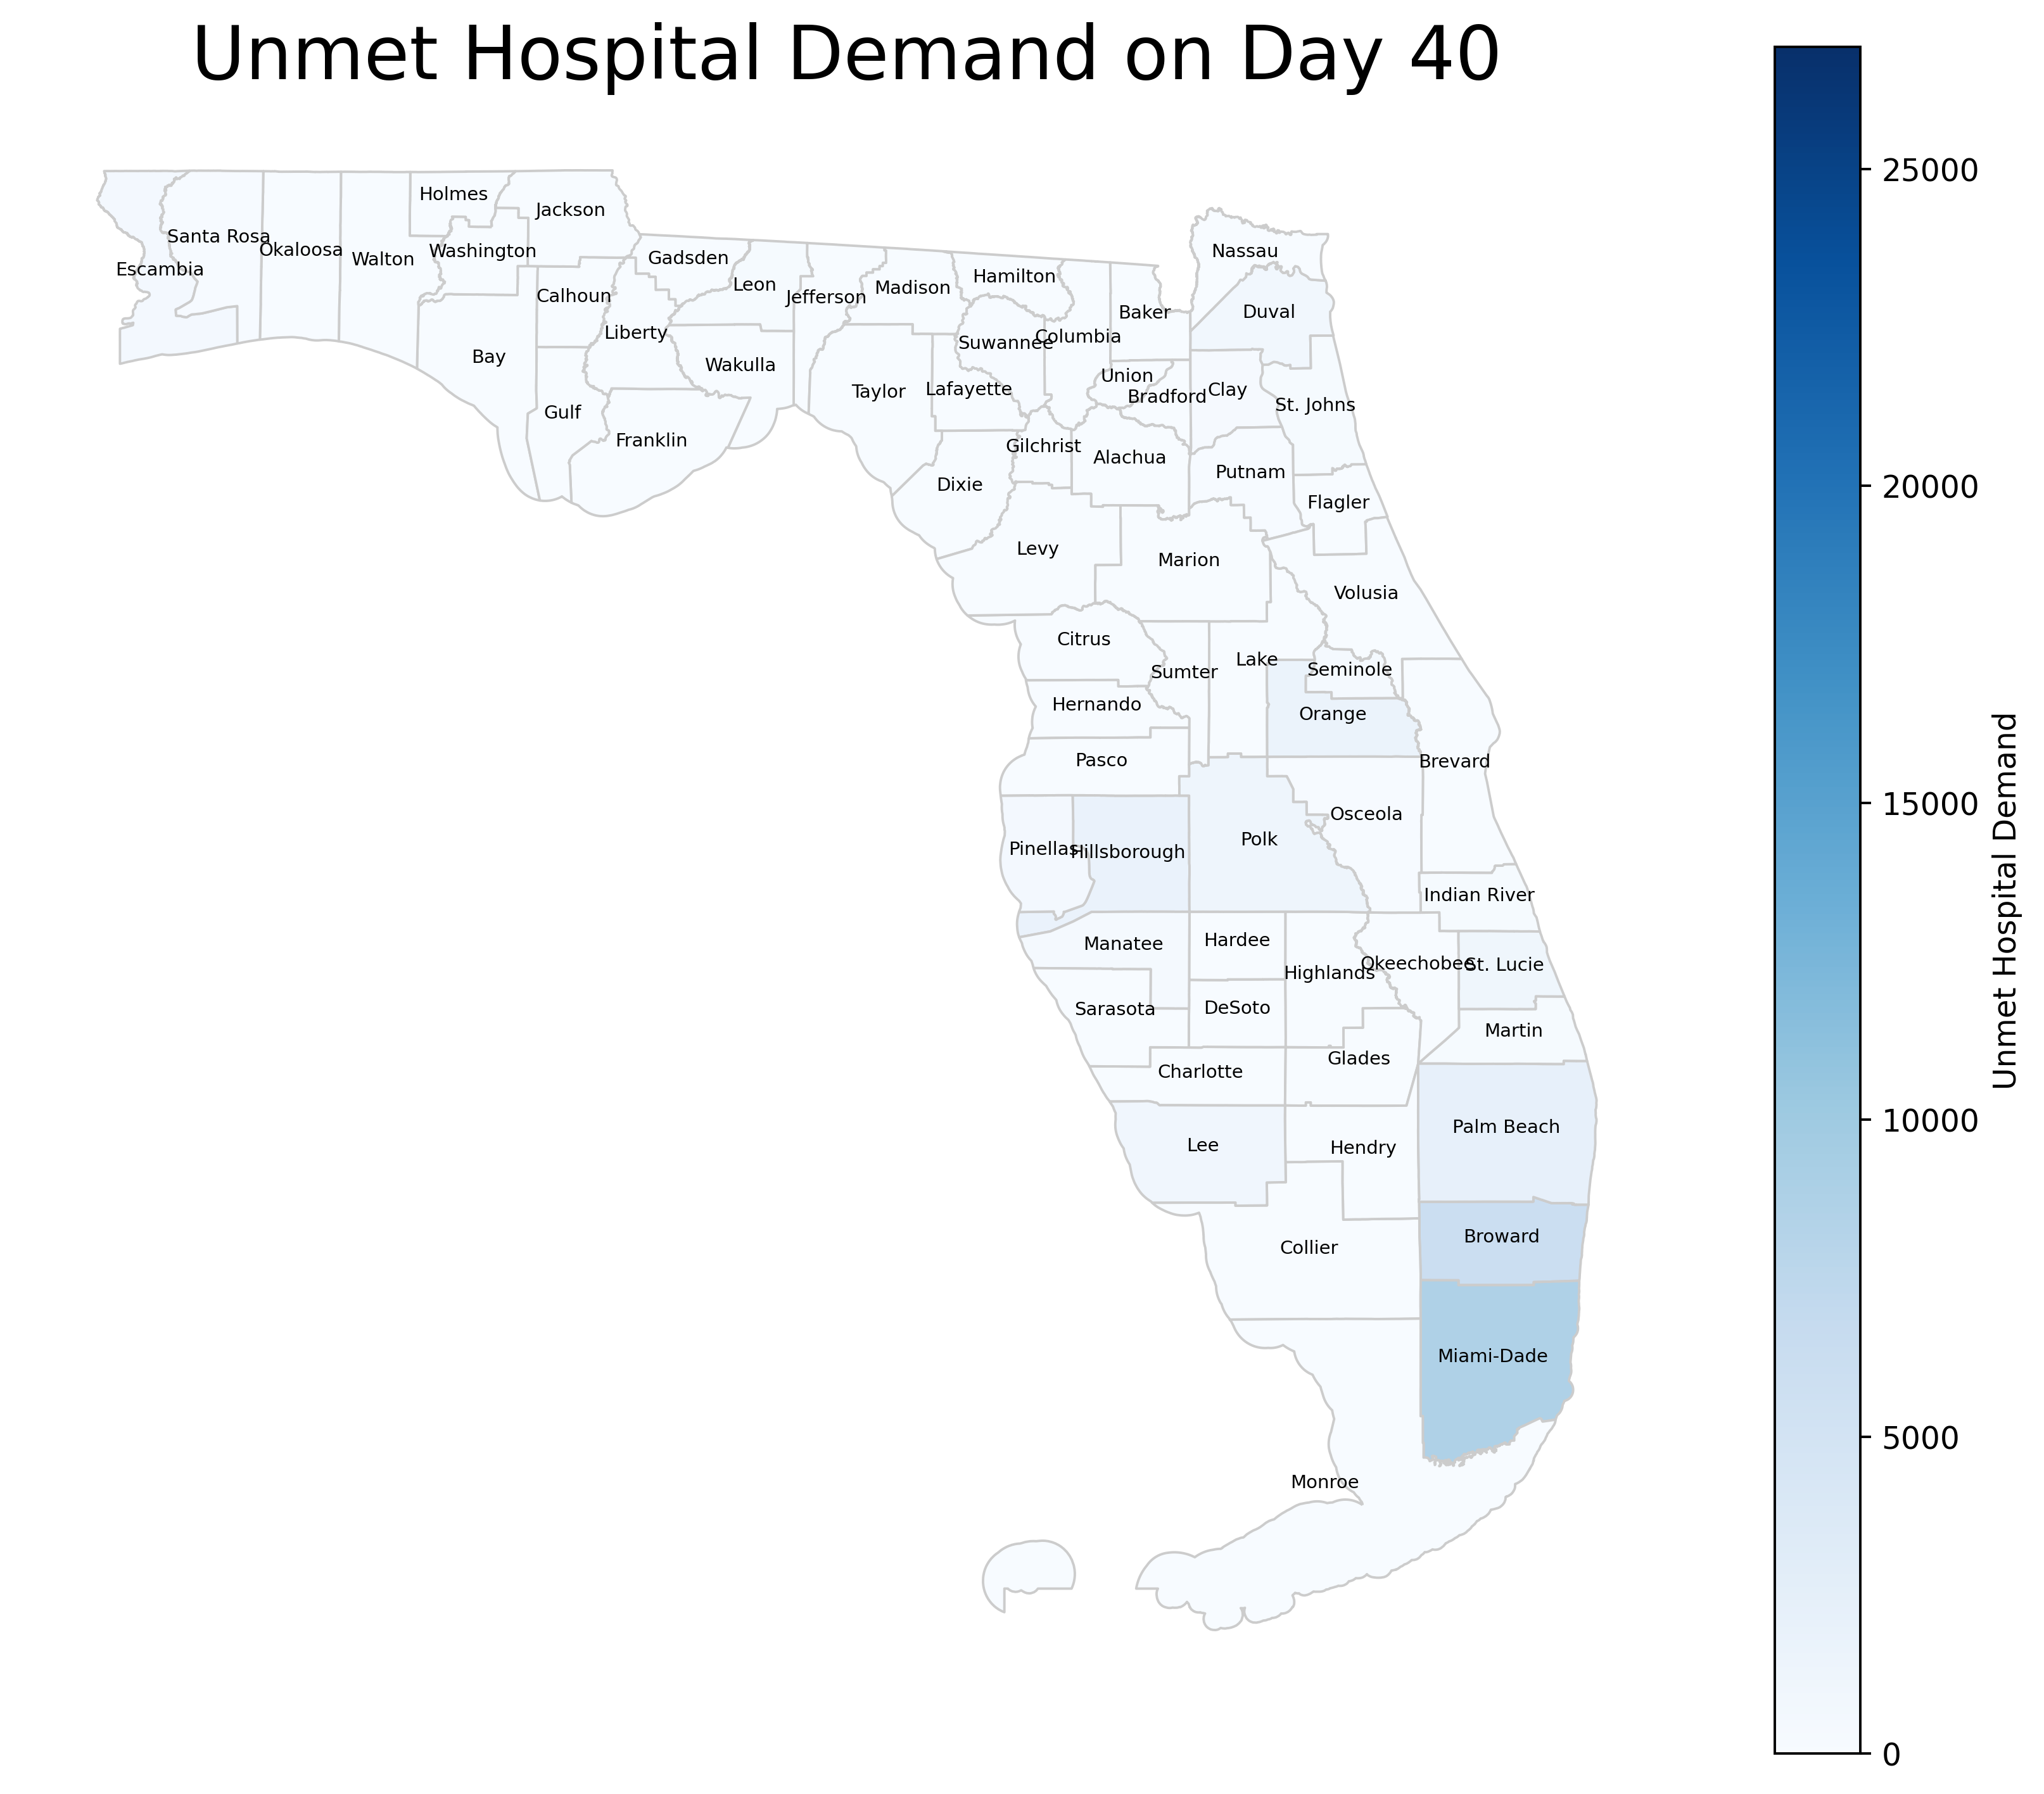 Unmet Hospital Demand on Day 40
Holmes
Jackson
Santa Rosa
Okaloosa
Walton
Washington
Escambia
Gadsden
Leon
Jefferson
Madison
Hamilton
Nassau
Calhoun
Liberty
Bay
Wakulla
Suwannee
Columbia
Baker
Duval
Gulf
Franklin
Taylor
Lafayette
Union
Bradford
Clay
St. Johns
Gilchrist
Alachua
Putnam
Dixie
Flagler
Levy
Marion
Volusia
Citrus
Sumter
Lake
Seminole
Hernando
Orange
Pasco
Brevard
Osceola
Pinellas
Hillsborough
Polk
Indian River
Manatee
Hardee
Highlands
Okeechobee
St. Lucie
Sarasota
DeSoto
Martin
Charlotte
Glades
Lee
Hendry
Palm Beach
Collier
Broward
Miami-Dade
Monroe
25000
20000
15000
10000
5000
0
Unmet Hospital Demand